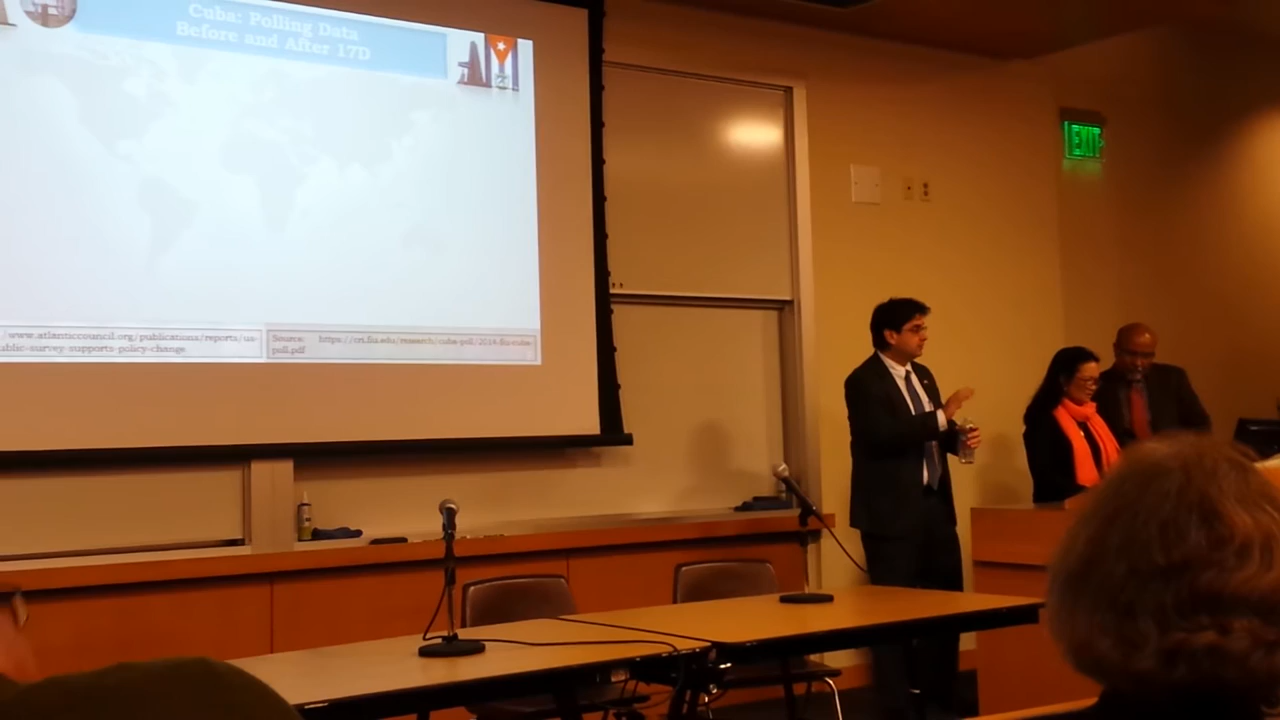 Cuba: Polling Data
Before and After 17D
EXIT
/www.atlanticcouncil.org/publications/reports/us-
ublic-survey-supports-policy-change
Source: https://cri.fiu.edu/research/cuba-poll/2014-fiu-cuba-
poll.pdf